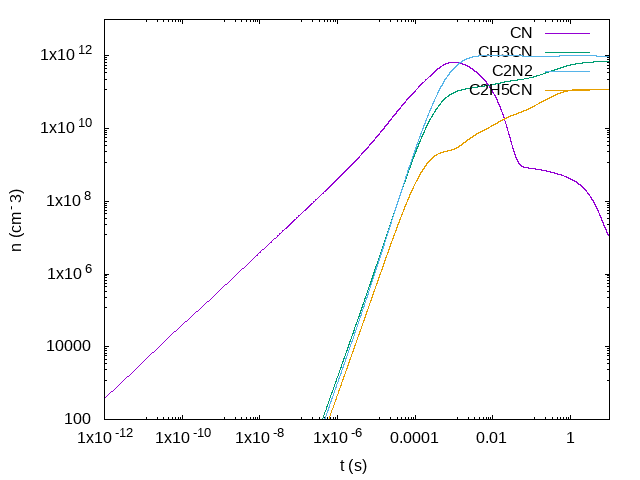 CN
CH3CN
C2N2
C2H5CN
1x10 12
1x10 10
1x10 8
1x10 6
10000
100
n (cm- 3)
1x10 -12 1x10 -10 1x10 -8 1x10 -6 0.0001 0.01 1
t (s)